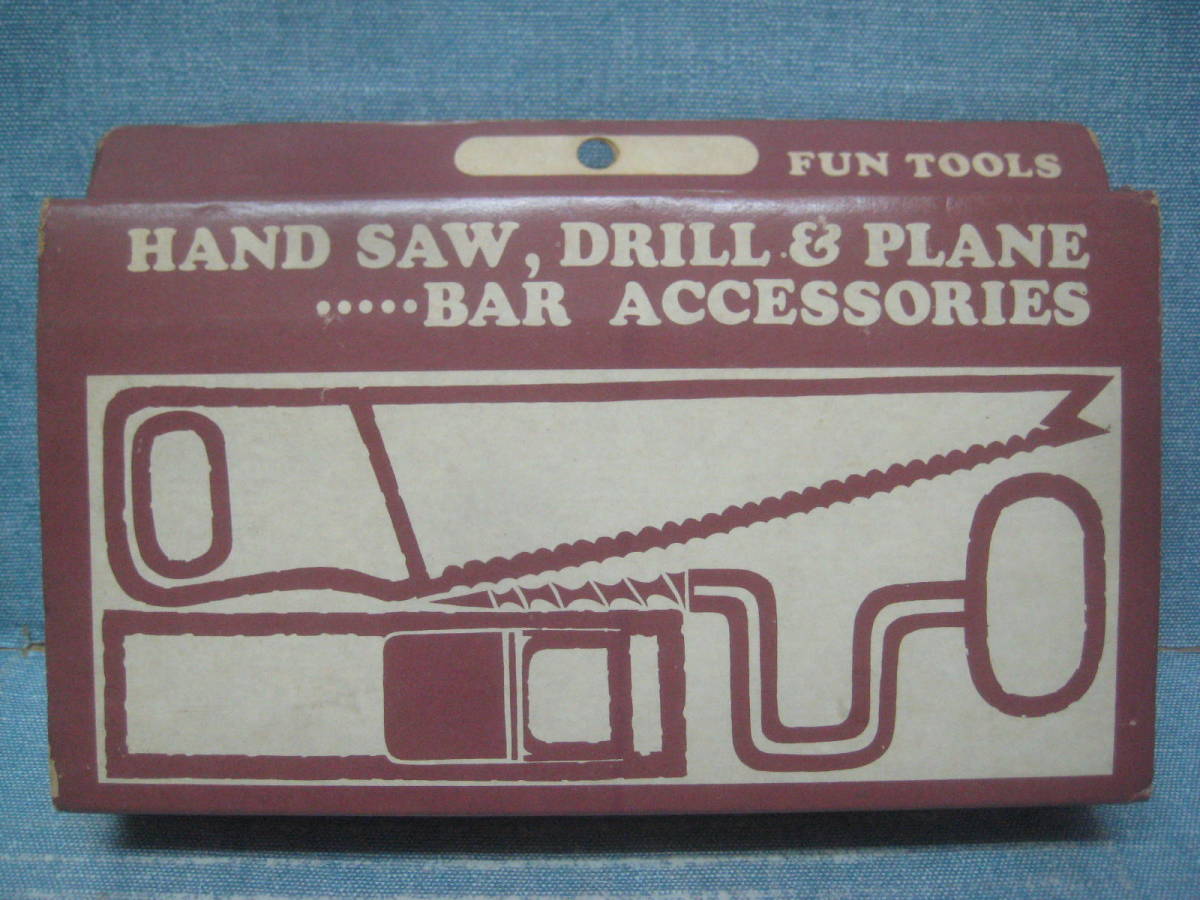 FUN TOOLS
HAND SAW, DRILL & PLANE
.....BAR ACCESSORIES